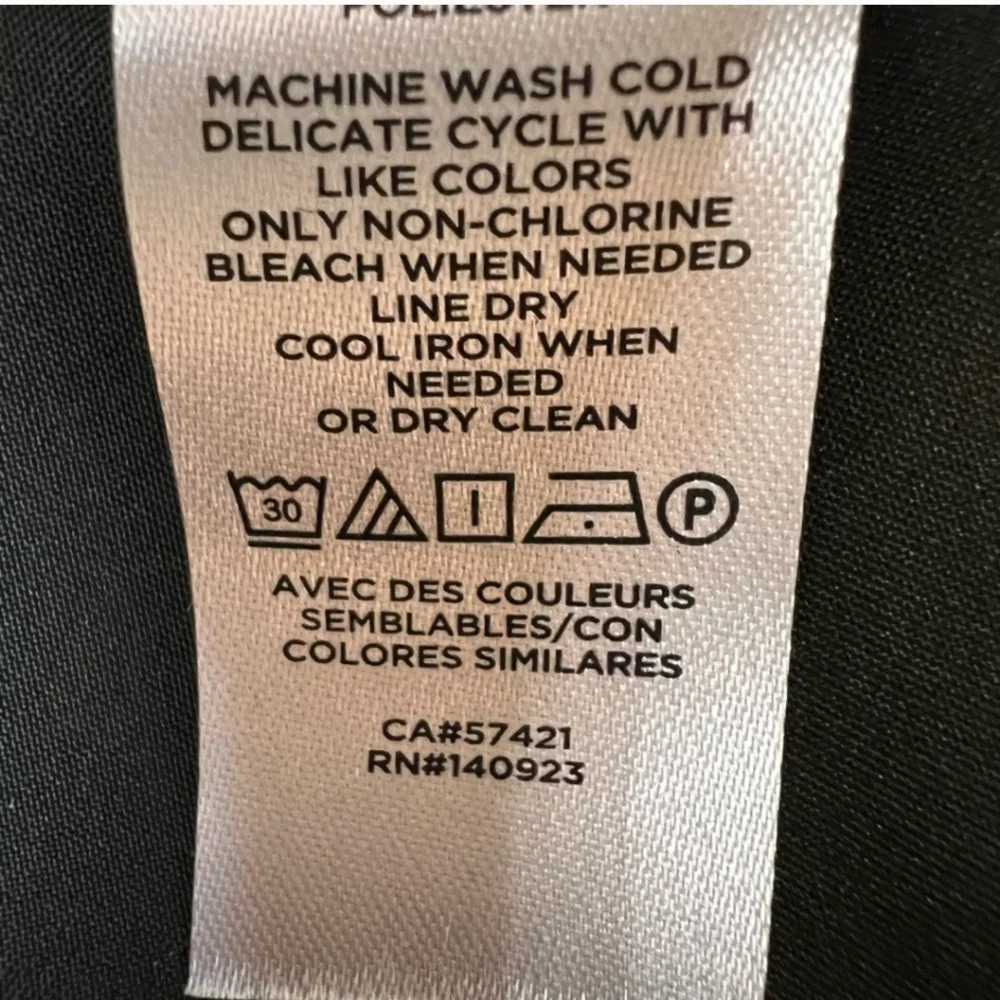 POLYESTER
MACHINE WASH COLD
DELICATE CYCLE WITH
LIKE COLORS
ONLY NON-CHLORINE
BLEACH WHEN NEEDED
LINE DRY
COOL IRON WHEN
NEEDED
OR DRY CLEAN
30 I P
AVEC DES COULEURS
SEMBLABLES/CON
COLORES SIMILARES
CA#57421
RN#140923